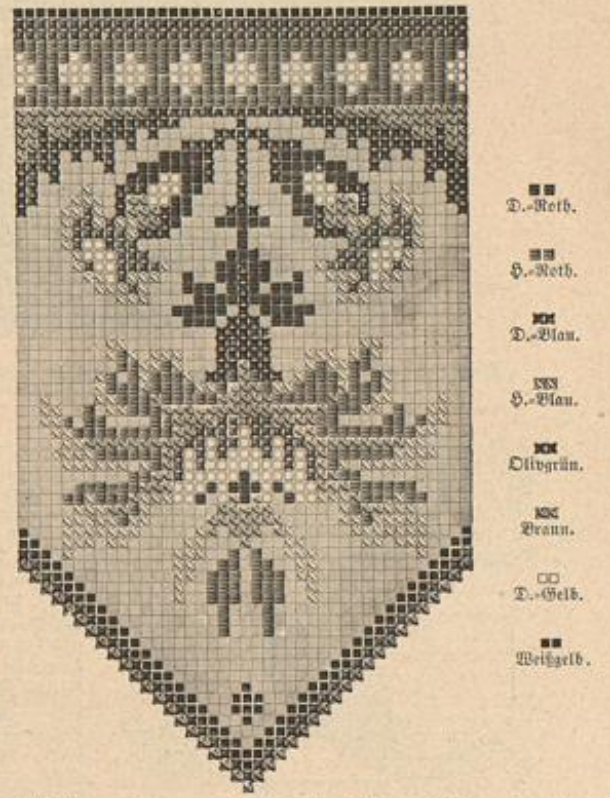 D.-Roth.
H.-Roth.
D.-Blau.
H.-Blau.
Olivgrün.
Braun.
D.-Gelb.
Weißgelb.